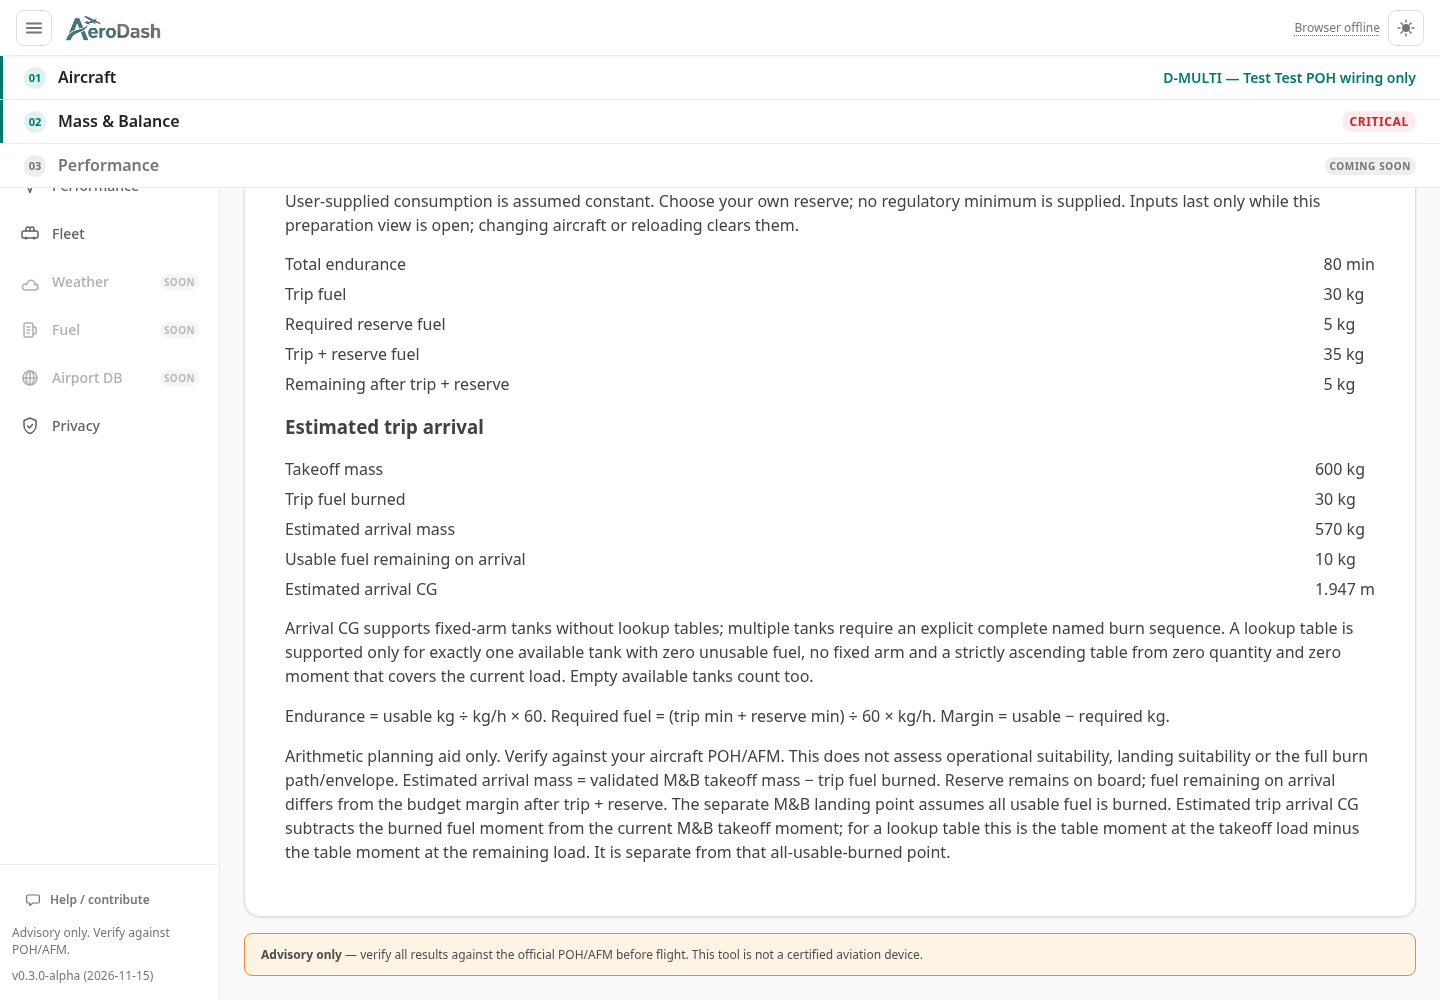 AeroDash
Browser offline
01 Aircraft D-MULTI — Test Test POH wiring only
02 Mass & Balance CRITICAL
03 Performance COMING SOON
Performance
Fleet
Weather SOON
Fuel SOON
Airport DB SOON
Privacy
Help / contribute
Advisory only. Verify against
POH/AFM.
v0.3.0-alpha (2026-11-15)
User-supplied consumption is assumed constant. Choose your own reserve; no regulatory minimum is supplied. Inputs last only while this
preparation view is open; changing aircraft or reloading clears them.
Total endurance 80 min
Trip fuel 30 kg
Required reserve fuel 5 kg
Trip + reserve fuel 35 kg
Remaining after trip + reserve 5 kg
Estimated trip arrival
Takeoff mass 600 kg
Trip fuel burned 30 kg
Estimated arrival mass 570 kg
Usable fuel remaining on arrival 10 kg
Estimated arrival CG 1.947 m
Arrival CG supports fixed-arm tanks without lookup tables; multiple tanks require an explicit complete named burn sequence. A lookup table is
supported only for exactly one available tank with zero unusable fuel, no fixed arm and a strictly ascending table from zero quantity and zero
moment that covers the current load. Empty available tanks count too.
Endurance = usable kg ÷ kg/h × 60. Required fuel = (trip min + reserve min) ÷ 60 × kg/h. Margin = usable − required kg.
Arithmetic planning aid only. Verify against your aircraft POH/AFM. This does not assess operational suitability, landing suitability or the full burn
path/envelope. Estimated arrival mass = validated M&B takeoff mass − trip fuel burned. Reserve remains on board; fuel remaining on arrival
differs from the budget margin after trip + reserve. The separate M&B landing point assumes all usable fuel is burned. Estimated trip arrival CG
subtracts the burned fuel moment from the current M&B takeoff moment; for a lookup table this is the table moment at the takeoff load minus
the table moment at the remaining load. It is separate from that all-usable-burned point.
Advisory only — verify all results against the official POH/AFM before flight. This tool is not a certified aviation device.